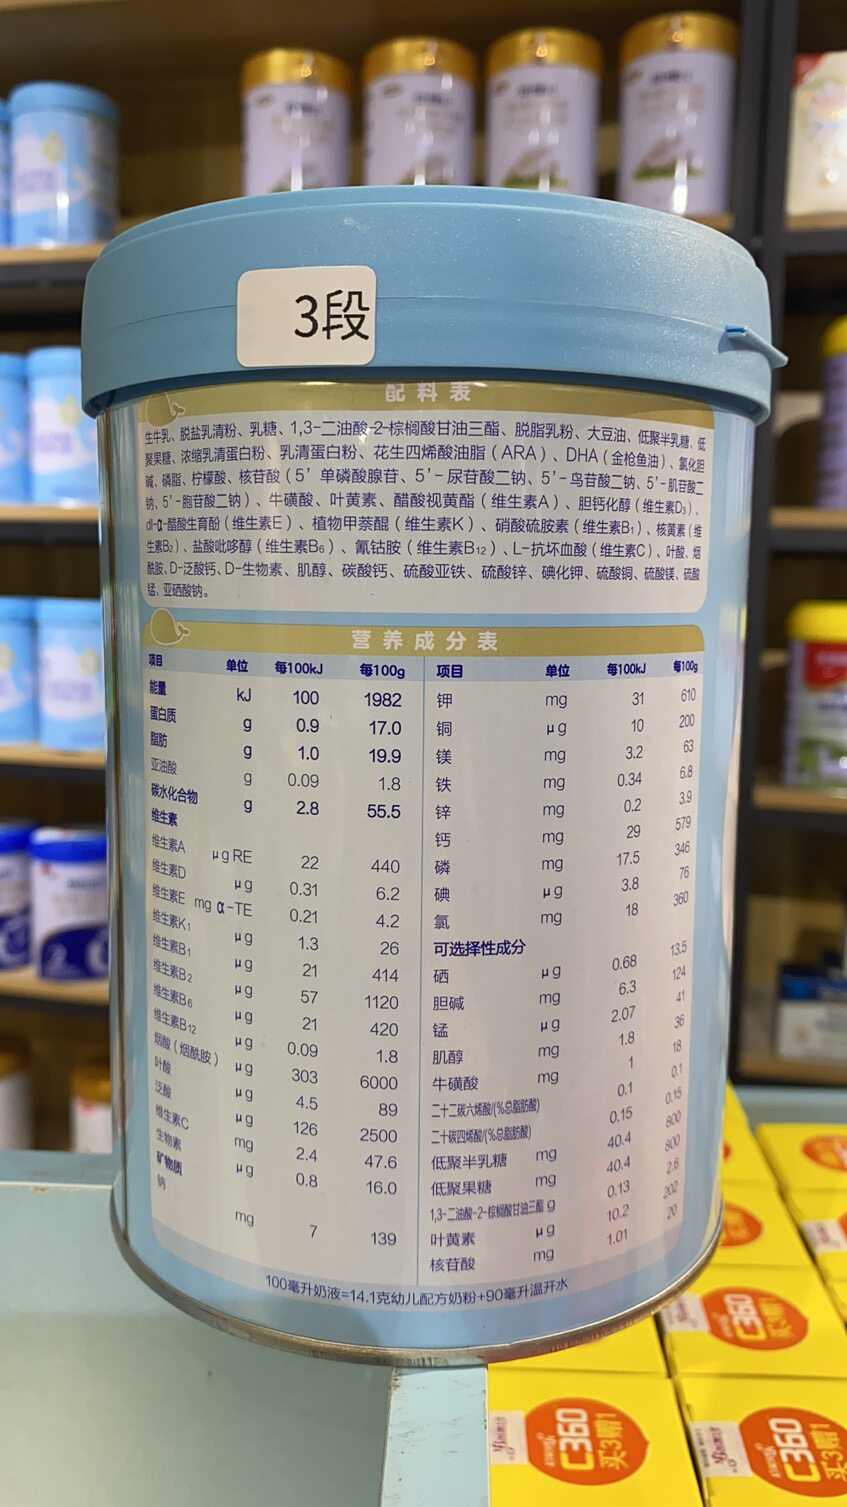 3段
配料表
生牛乳、脱盐乳清粉、乳糖、1,3-二油酸-2-棕榈酸甘油三酯、脱脂乳粉、大豆油、低聚半乳糖、低
聚果糖、浓缩乳清蛋白粉、乳清蛋白粉、花生四烯酸油脂（ARA）、DHA（金枪鱼油）、氯化胆
碱、磷脂、柠檬酸、核苷酸（5’单磷酸腺苷、5’-尿苷酸二钠、5’-鸟苷酸二钠、5’-肌苷酸二
钠、5’-胞苷酸二钠）、牛磺酸、叶黄素、醋酸视黄酯（维生素A）、胆钙化醇（维生素D₃）、
dl-α-醋酸生育酚（维生素E）、植物甲萘醌（维生素K）、硝酸硫胺素（维生素B₁）、核黄素（维
生素B₂）、盐酸吡哆醇（维生素B₆）、氰钴胺（维生素B₁₂）、L-抗坏血酸（维生素C）、叶酸、烟
酰胺、D-泛酸钙、D-生物素、肌醇、碳酸钙、硫酸亚铁、硫酸锌、碘化钾、硫酸铜、硫酸镁、硫酸
锰、亚硒酸钠。
营养成分表
项目 单位 每100kJ 每100g
能量 kJ 100 1982
蛋白质 g 0.9 17.0
脂肪 g 1.0 19.9
亚油酸 g 0.09 1.8
碳水化合物 g 2.8 55.5
维生素
维生素A μg RE 22 440
维生素D μg 0.31 6.2
维生素E mg α-TE 0.21 4.2
维生素K₁ μg 1.3 26
维生素B₁ μg 21 414
维生素B₂ μg 57 1120
维生素B₆ μg 21 420
维生素B₁₂ μg 0.09 1.8
烟酸（烟酰胺） μg 303 6000
叶酸 μg 4.5 89
泛酸 μg 126 2500
维生素C mg 2.4 47.6
生物素 μg 0.8 16.0
矿物质
钠 mg 7 139
项目 单位 每100kJ 每100g
钾 mg 31 610
铜 μg 10 200
镁 mg 3.2 63
铁 mg 0.34 6.8
锌 mg 0.2 3.9
钙 mg 29 579
磷 mg 17.5 346
碘 μg 3.8 76
氯 mg 18 360
可选择性成分
硒 μg 0.68 13.5
胆碱 mg 6.3 124
锰 μg 2.07 41
肌醇 mg 1.8 36
牛磺酸 mg 1 18
二十二碳六烯酸/(%总脂肪酸) 0.1 0.1
二十碳四烯酸/(%总脂肪酸) 0.15 0.15
低聚半乳糖 mg 40.4 800
低聚果糖 mg 40.4 800
1,3-二油酸-2-棕榈酸甘油三酯 g 0.13 2.6
叶黄素 μg 10.2 202
核苷酸 mg 1.01 20
100毫升奶液=14.1克幼儿配方奶粉+90毫升温开水
C360
买3赠1
C360
买3赠1
C360
买3赠1